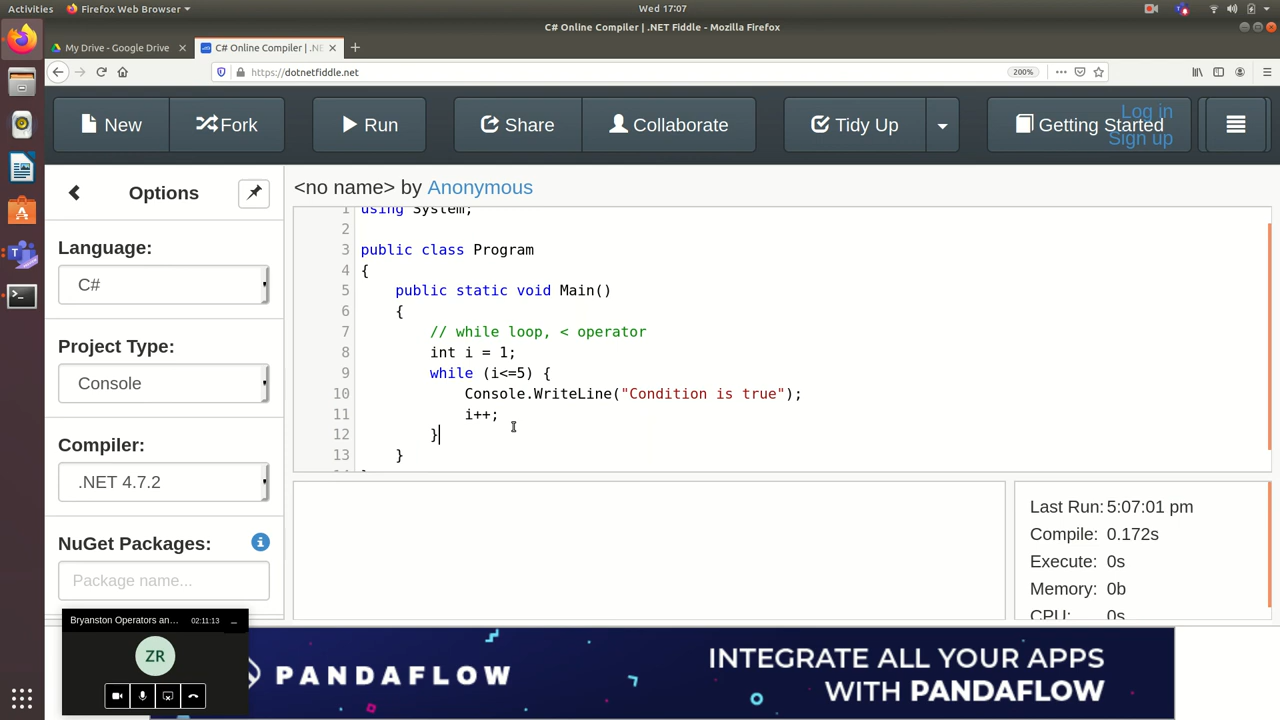 Activities
Firefox Web Browser
Wed 17:07
C# Online Compiler | .NET Fiddle - Mozilla Firefox
My Drive - Google Drive
C# Online Compiler | .NE
https://dotnetfiddle.net
200%
New
Fork
Run
Share
Collaborate
Tidy Up
Getting Started
Log in
Sign up
Options
<no name> by Anonymous
Language:
C#
Project Type:
Console
Compiler:
.NET 4.7.2
NuGet Packages:
Package name...
1 using System;
2
3 public class Program
4 {
5 public static void Main()
6 {
7 // while loop, < operator
8 int i = 1;
9 while (i<=5) {
10 Console.WriteLine("Condition is true");
11 i++;
12 }
13 }
Last Run: 5:07:01 pm
Compile: 0.172s
Execute: 0s
Memory: 0b
CPU: 0s
Bryanston Operators an...
02:11:13
ZR
PANDAFLOW
INTEGRATE ALL YOUR APPS
WITH PANDAFLOW